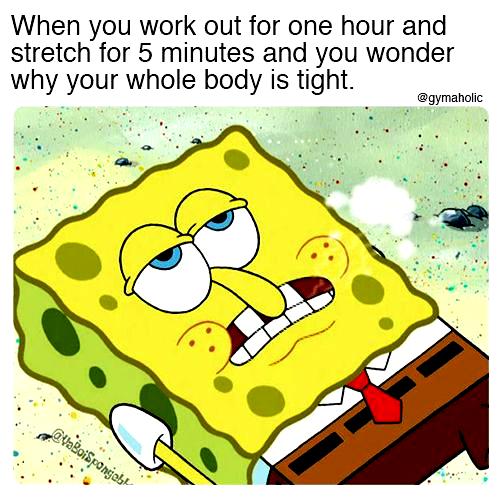 When you work out for one hour and
stretch for 5 minutes and you wonder
why your whole body is tight.
@gymaholic